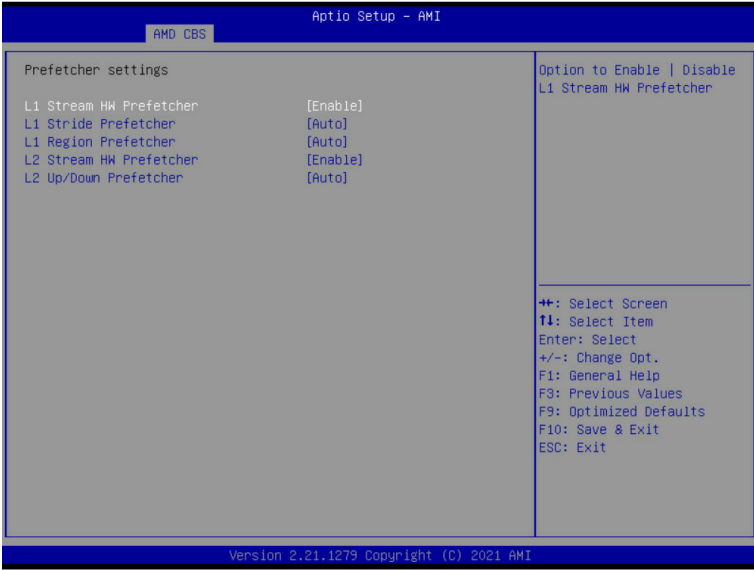 Aptio Setup – AMI
AMD CBS
Prefetcher settings
L1 Stream HW Prefetcher [Enable]
L1 Stride Prefetcher [Auto]
L1 Region Prefetcher [Auto]
L2 Stream HW Prefetcher [Enable]
L2 Up/Down Prefetcher [Auto]
Option to Enable | Disable
L1 Stream HW Prefetcher
→←: Select Screen
↑↓: Select Item
Enter: Select
+/-: Change Opt.
F1: General Help
F3: Previous Values
F9: Optimized Defaults
F10: Save & Exit
ESC: Exit
Version 2.21.1279 Copyright (C) 2021 AMI